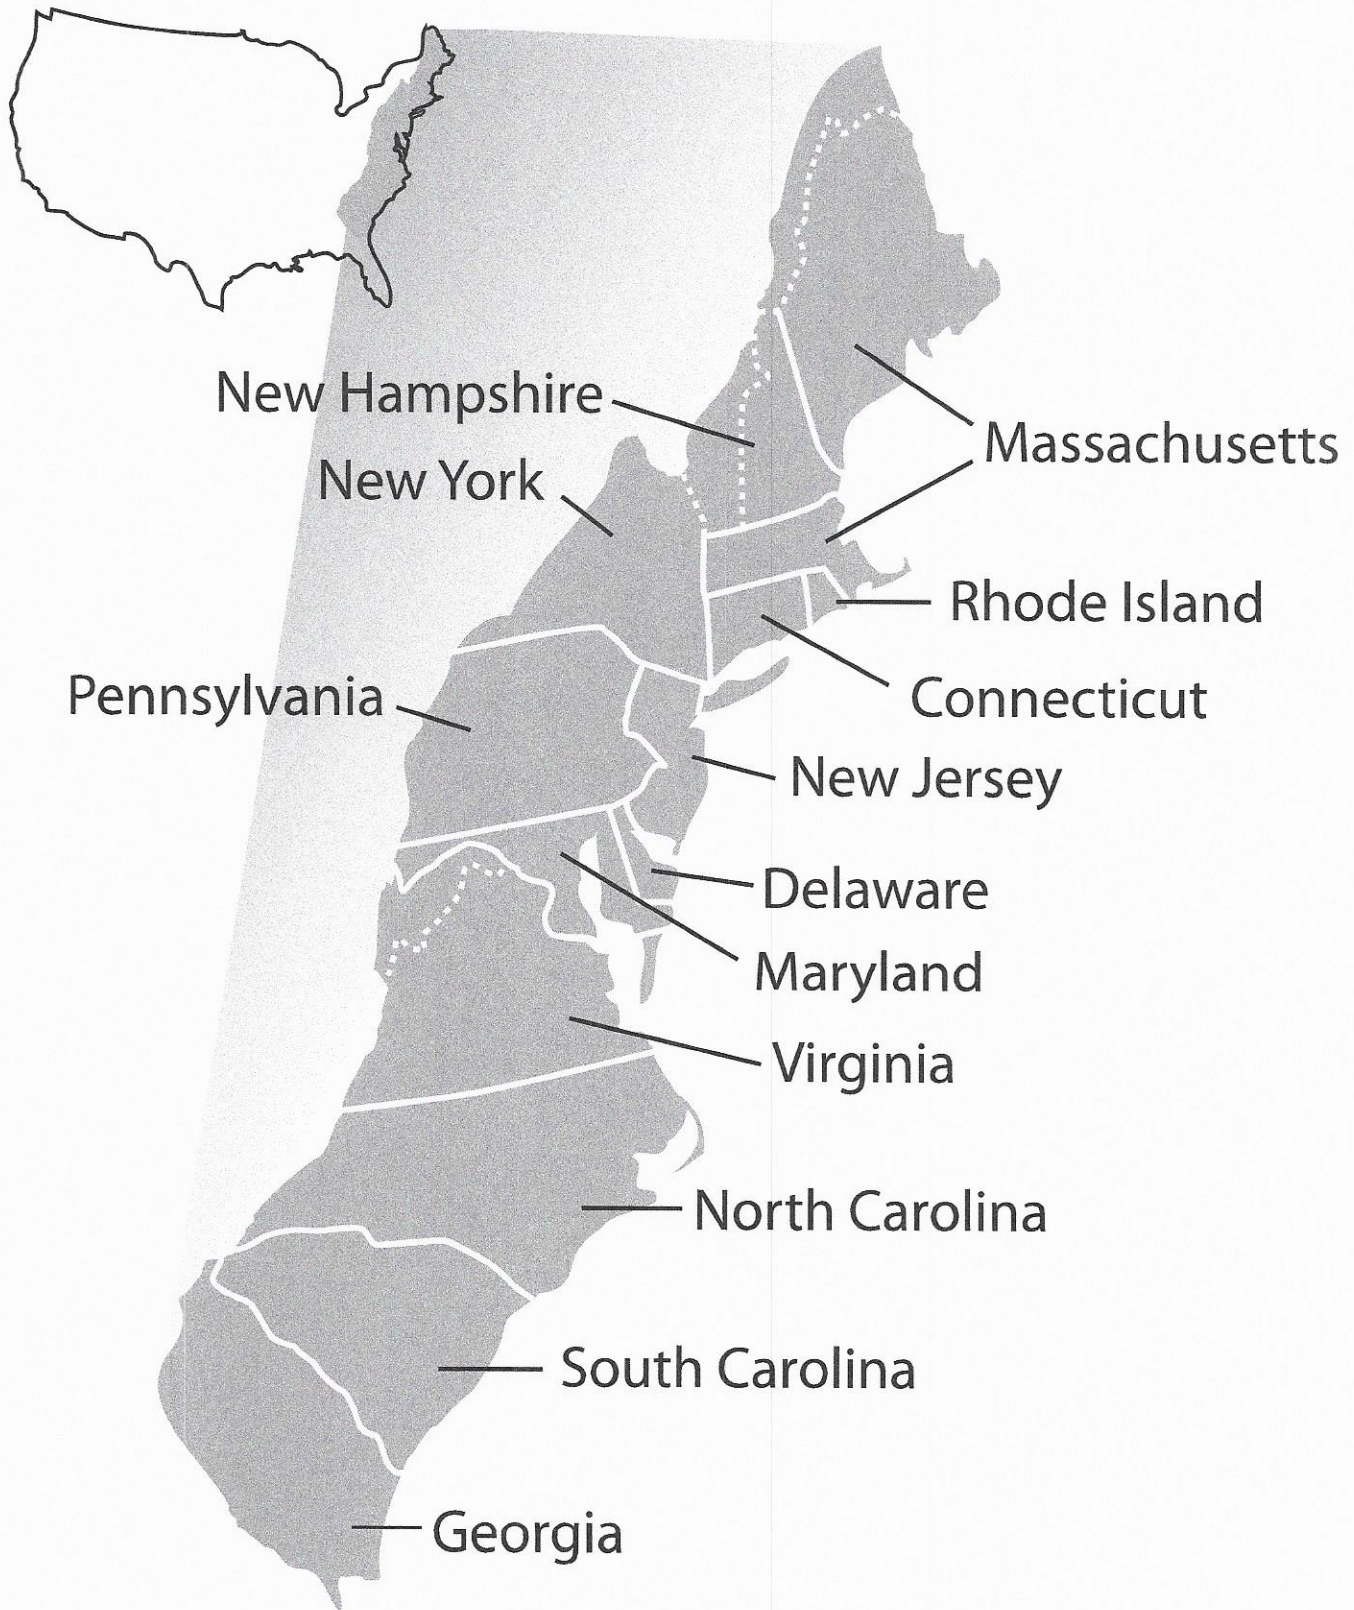 New Hampshire
New York
Massachusetts
Rhode Island
Pennsylvania
Connecticut
New Jersey
Delaware
Maryland
Virginia
North Carolina
South Carolina
Georgia